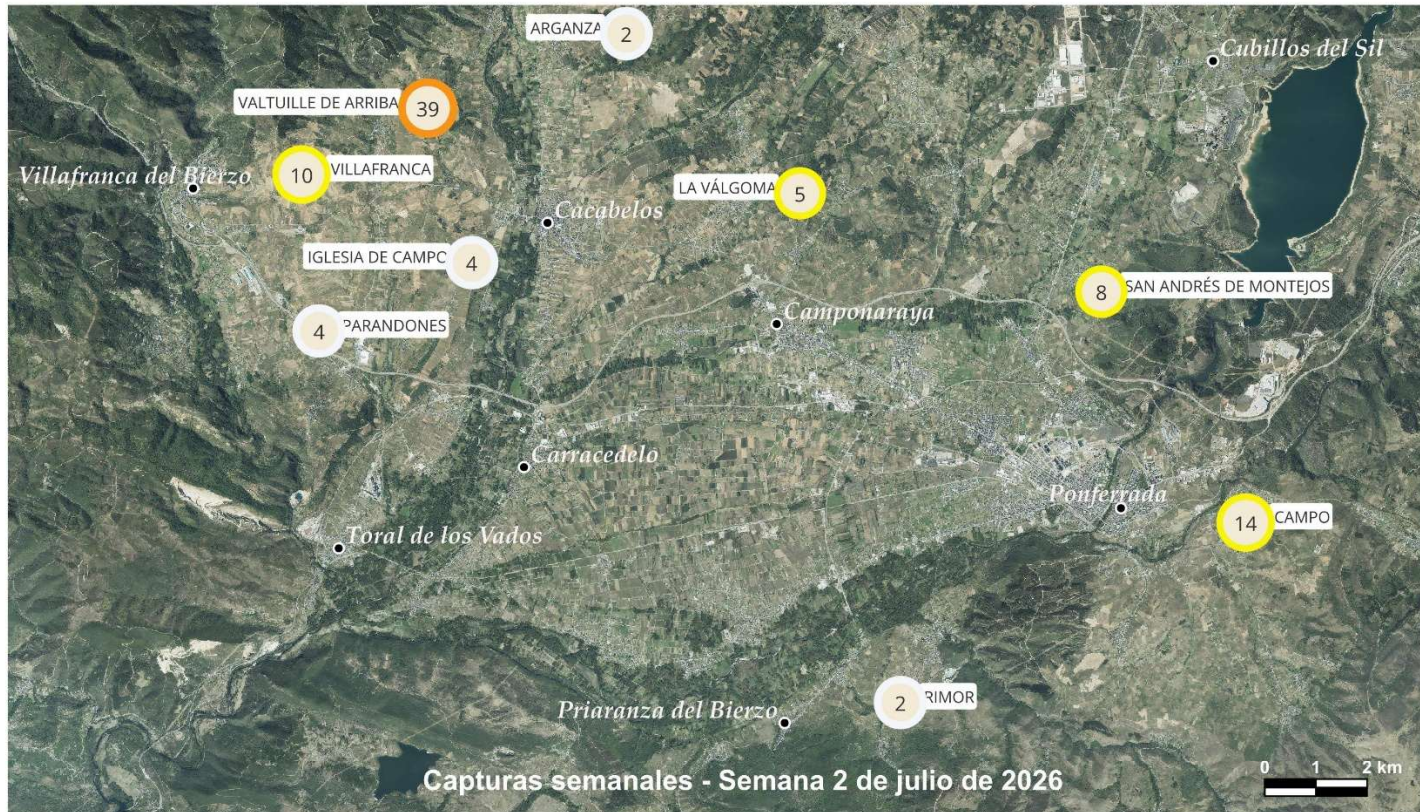 ARGANZA
2
Cubillos del Sil
VALTUILLE DE ARRIBA
39
Villafranca del Bierzo
10
VILLAFRANCA
LA VÁLGOMA
5
Cacabelos
IGLESIA DE CAMPO
4
8
SAN ANDRÉS DE MONTEJOS
4
PARANDONES
Camponaraya
Carracedelo
Ponferrada
14
CAMPO
Toral de los Vados
2
RIMOR
Priaranza del Bierzo
Capturas semanales - Semana 2 de julio de 2026
0 1 2 km